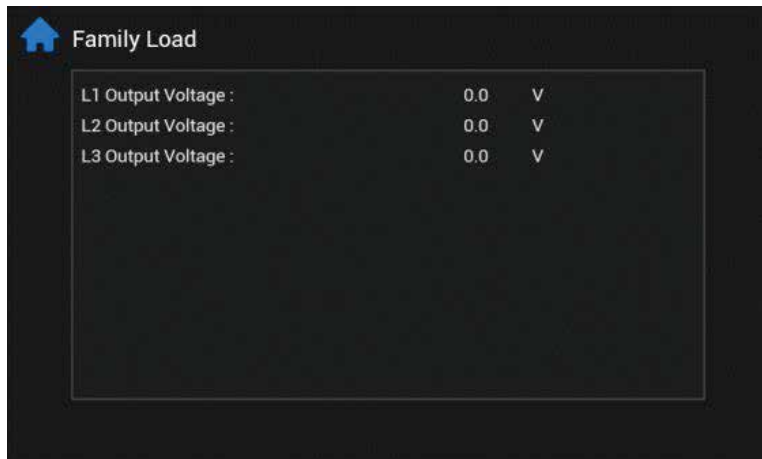 Family Load
L1 Output Voltage : 0.0 V
L2 Output Voltage : 0.0 V
L3 Output Voltage : 0.0 V